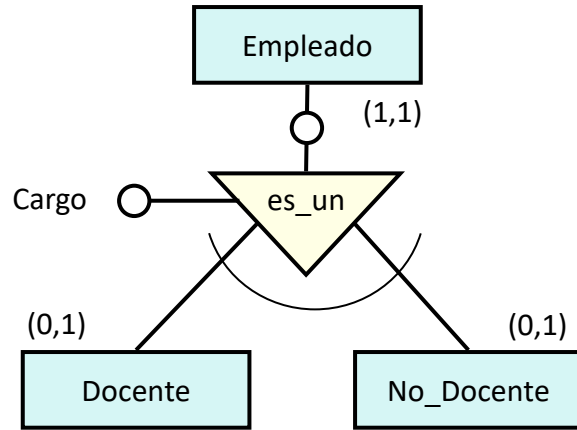 Empleado
(1,1)
Cargo
es_un
(0,1)
(0,1)
Docente
No_Docente